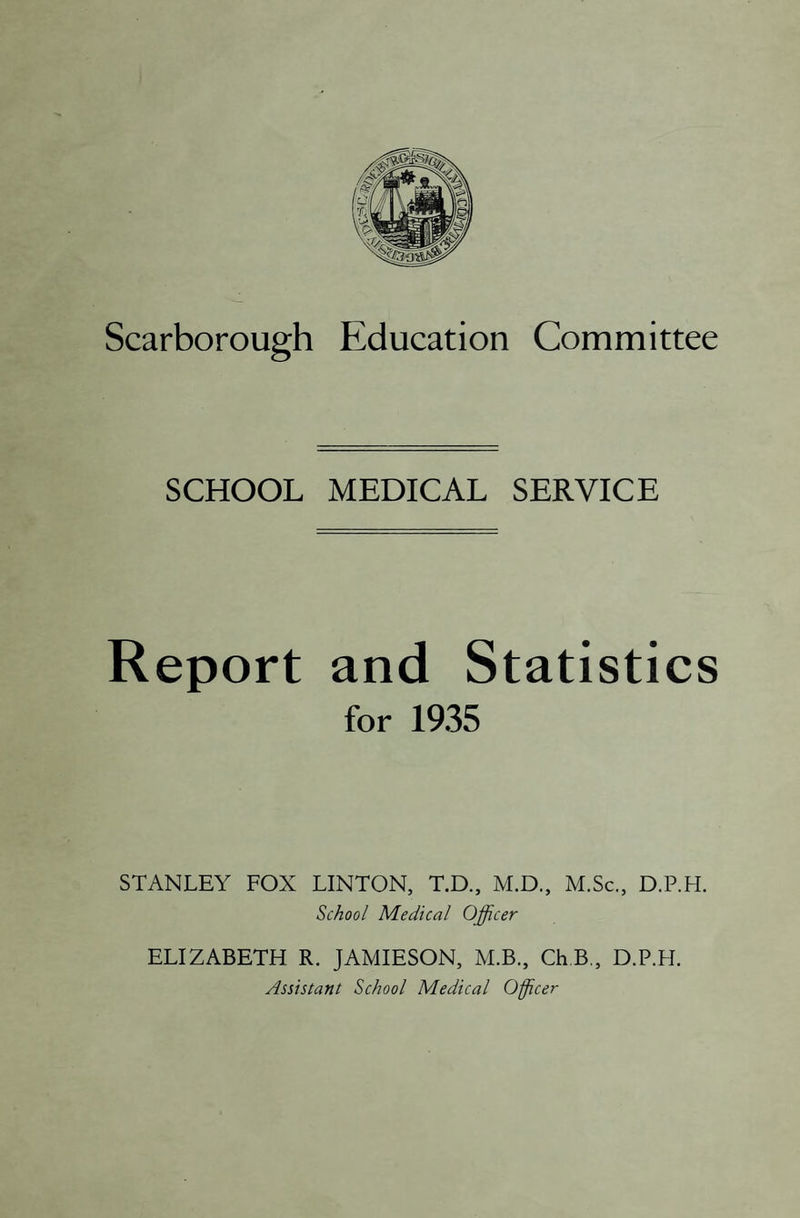 Scarborough Education Committee
SCHOOL MEDICAL SERVICE
Report and Statistics
for 1935
STANLEY FOX LINTON, T.D., M.D., M.Sc., D.P.H.
School Medical Officer
ELIZABETH R. JAMIESON, M.B., Ch.B., D.P.H.
Assistant School Medical Officer